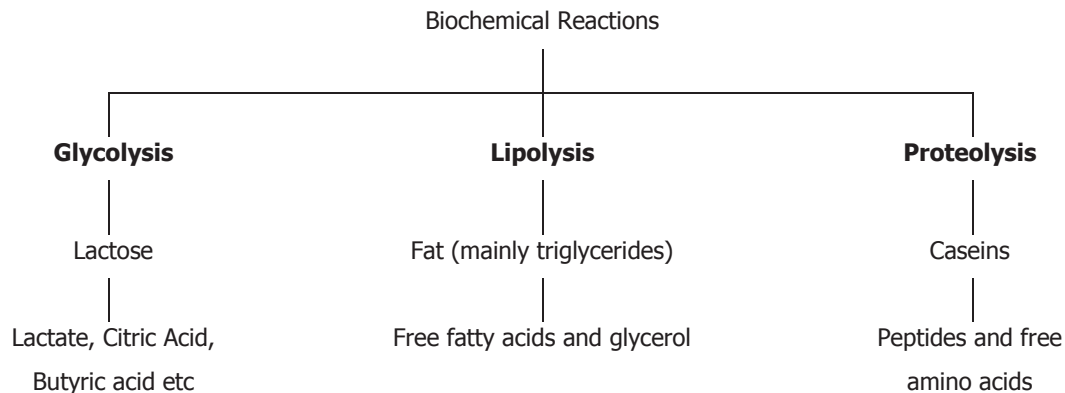 Biochemical Reactions
Glycolysis
Lipolysis
Proteolysis
Lactose
Fat (mainly triglycerides)
Caseins
Lactate, Citric Acid,
Butyric acid etc
Free fatty acids and glycerol
Peptides and free
amino acids